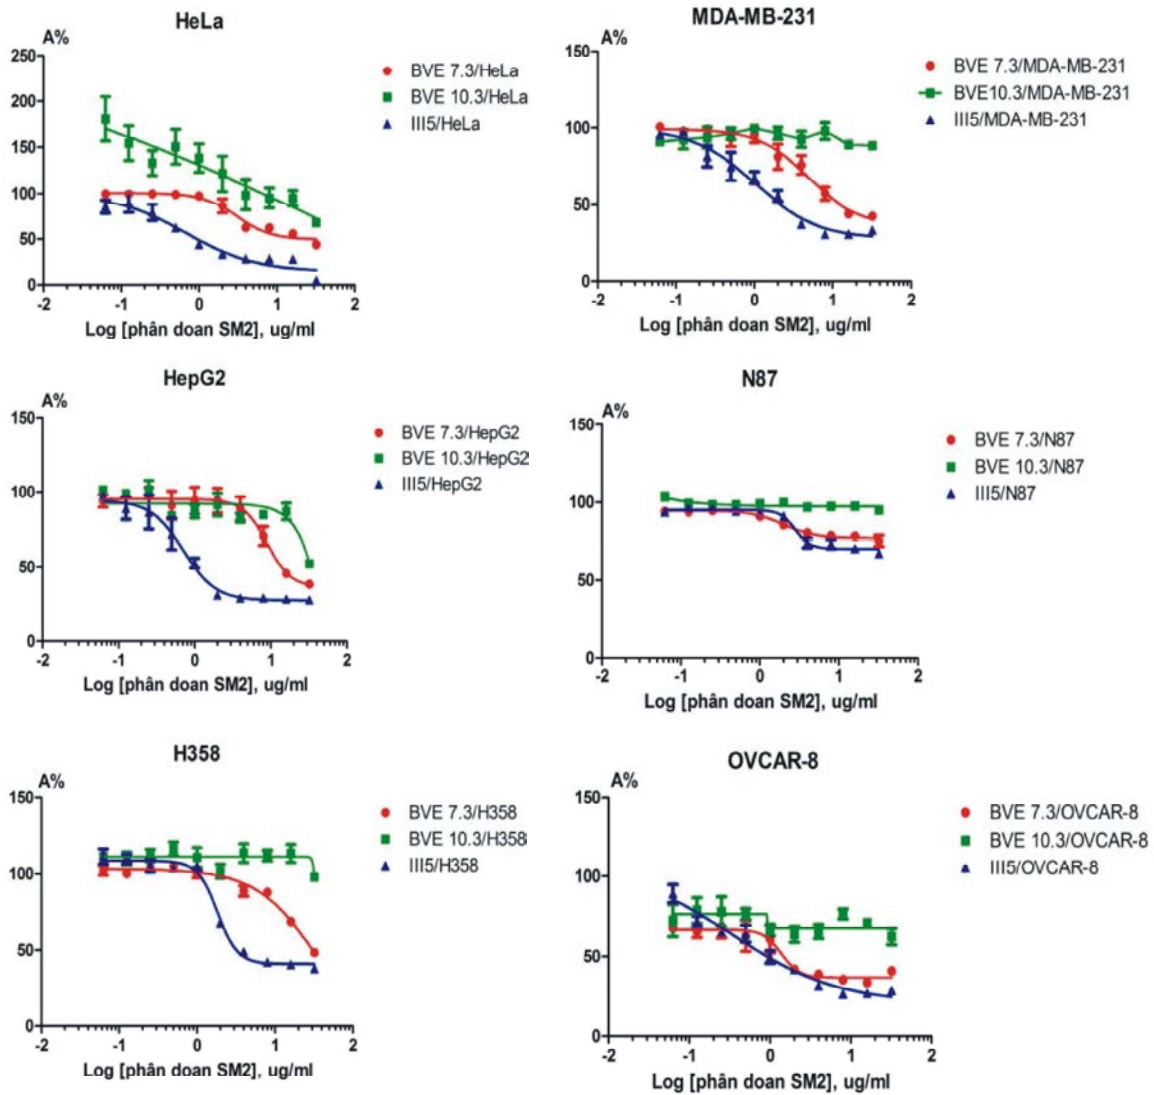 HeLa
A%
250
200
150
100
50
0
-2
-1
0
1
2
Log [phân doan SM2], ug/ml
BVE 7.3/HeLa
BVE 10.3/HeLa
III5/HeLa
MDA-MB-231
A%
150
100
50
0
-2
-1
0
1
2
Log [phân doan SM2], ug/ml
BVE 7.3/MDA-MB-231
BVE10.3/MDA-MB-231
III5/MDA-MB-231
HepG2
A%
150
100
50
0
-2
-1
0
1
2
Log [phân doan SM2], ug/ml
BVE 7.3/HepG2
BVE 10.3/HepG2
III5/HepG2
N87
A%
150
100
50
0
-2
-1
0
1
2
Log [phân doan SM2], ug/ml
BVE 7.3/N87
BVE 10.3/N87
III5/N87
H358
A%
150
100
50
0
-2
-1
0
1
2
Log [phân doan SM2], ug/ml
BVE 7.3/H358
BVE 10.3/H358
III5/H358
OVCAR-8
A%
150
100
50
0
-2
-1
0
1
2
Log [phân doan SM2], ug/ml
BVE 7.3/OVCAR-8
BVE 10.3/OVCAR-8
III5/OVCAR-8